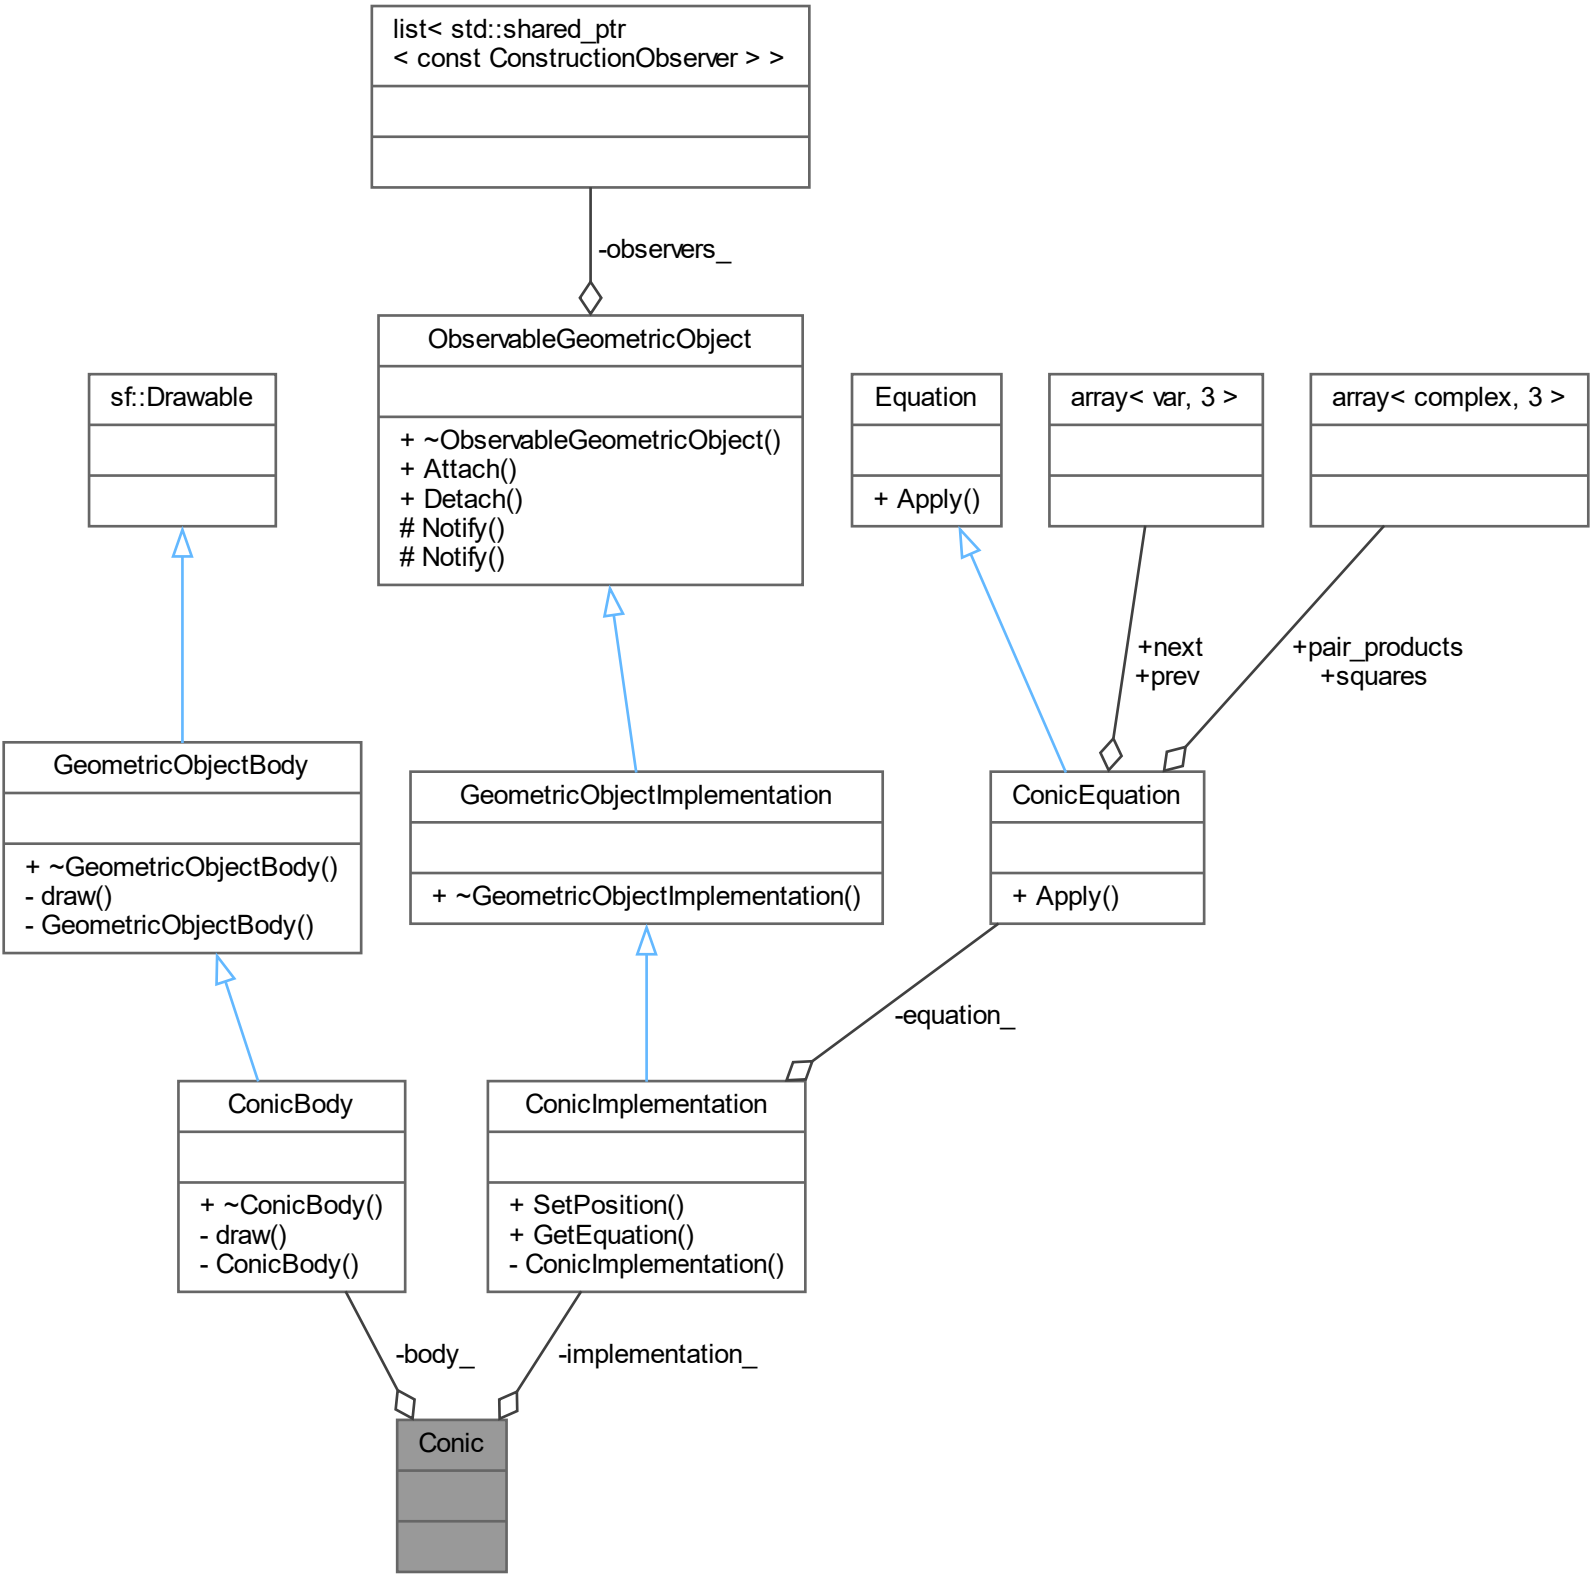 list< std::shared_ptr
< const ConstructionObserver > >
-observers_
ObservableGeometricObject
+ ~ObservableGeometricObject()
+ Attach()
+ Detach()
# Notify()
# Notify()
sf::Drawable
Equation
+ Apply()
array< var, 3 >
array< complex, 3 >
+next
+prev
+pair_products
+squares
GeometricObjectBody
+ ~GeometricObjectBody()
- draw()
- GeometricObjectBody()
GeometricObjectImplementation
+ ~GeometricObjectImplementation()
ConicEquation
+ Apply()
-equation_
ConicBody
+ ~ConicBody()
- draw()
- ConicBody()
ConicImplementation
+ SetPosition()
+ GetEquation()
- ConicImplementation()
-body_
-implementation_
Conic